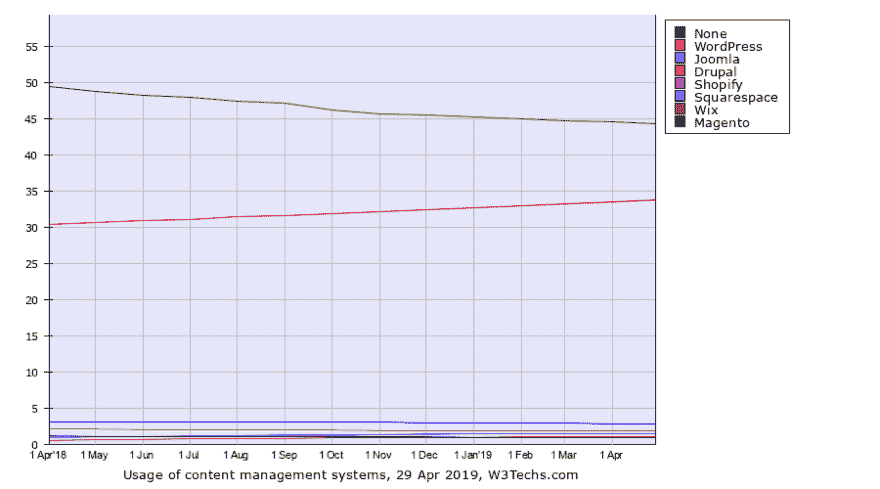 55
50
45
40
35
30
25
20
15
10
5
0
1 Apr'18 1 May 1 Jun 1 Jul 1 Aug 1 Sep 1 Oct 1 Nov 1 Dec 1 Jan'19 1 Feb 1 Mar 1 Apr
Usage of content management systems, 29 Apr 2019, W3Techs.com
None
WordPress
Joomla
Drupal
Shopify
Squarespace
Wix
Magento